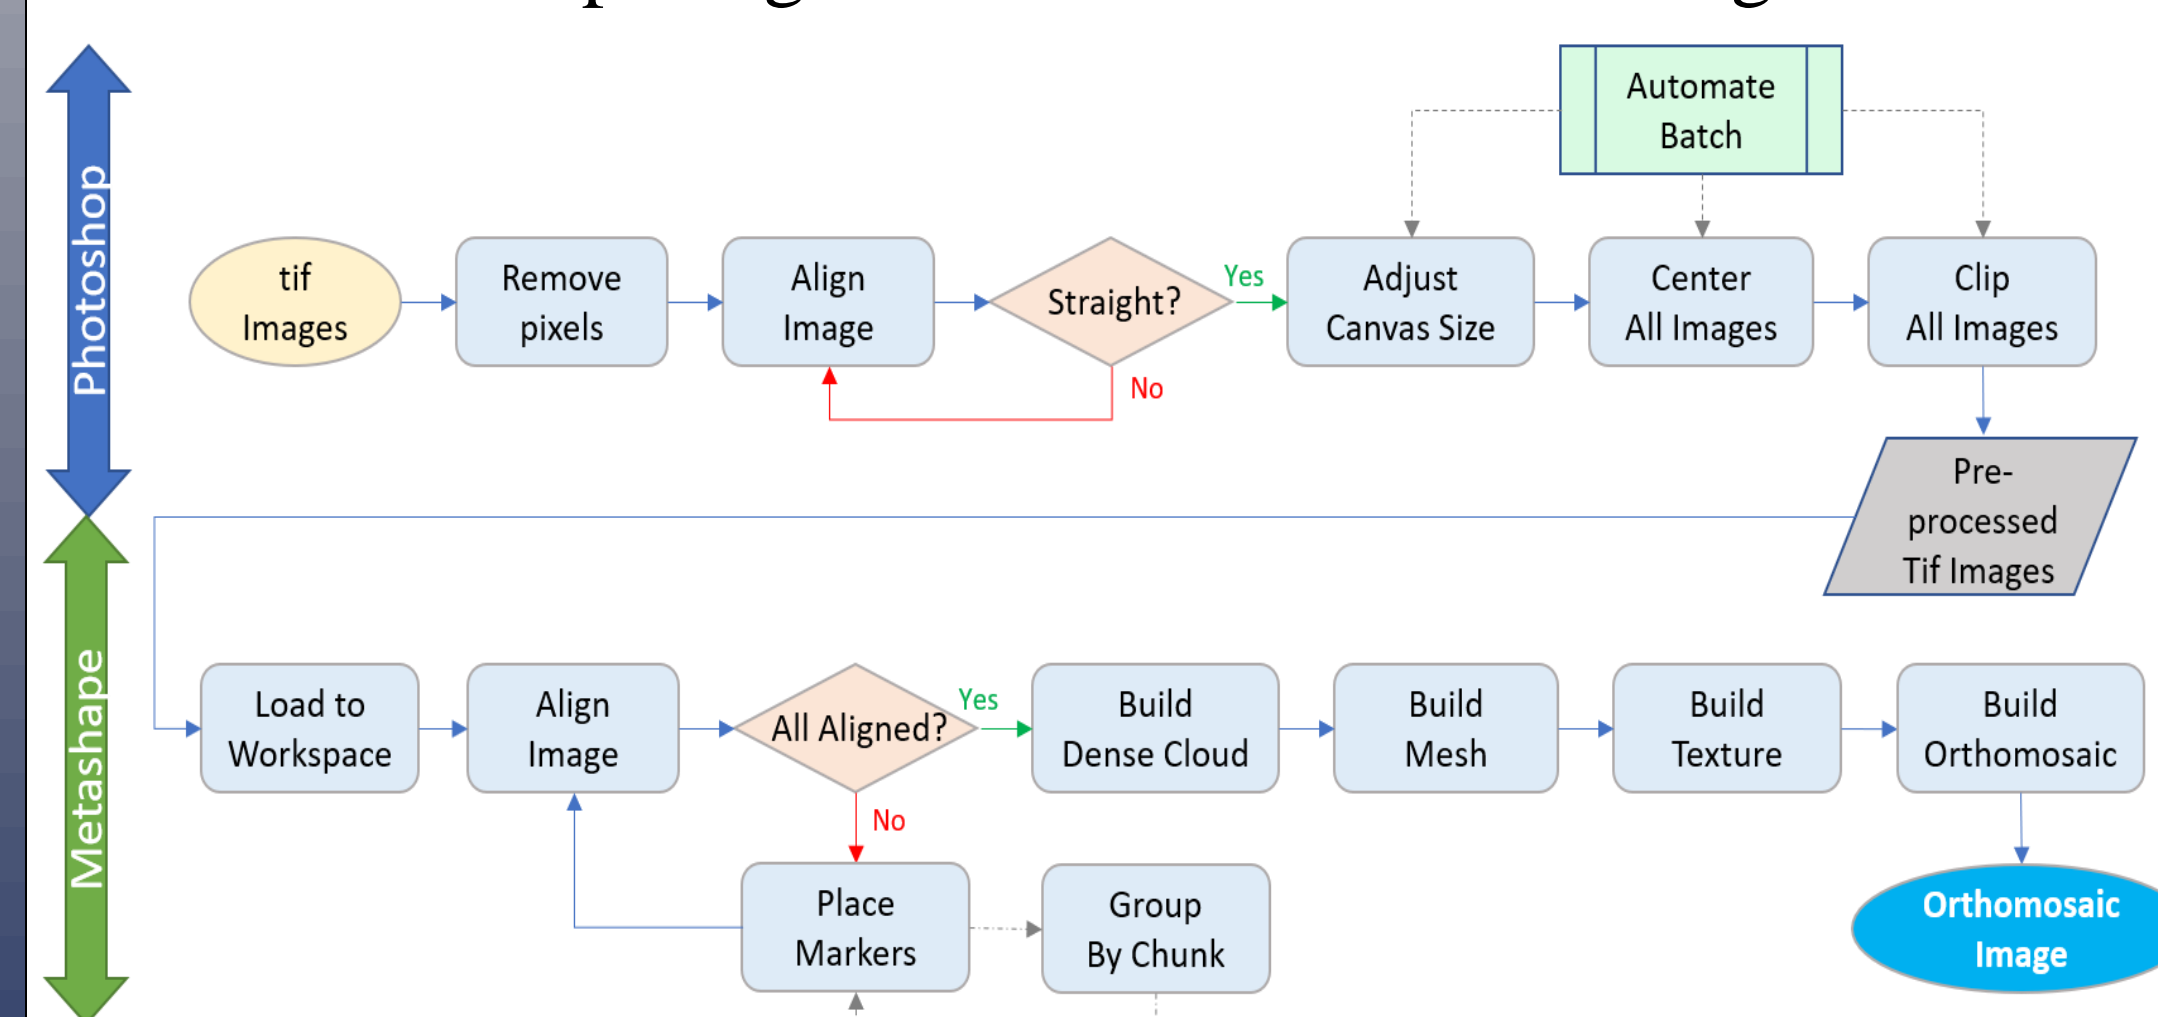 Photoshop
Automate
Batch
tif
Images
Remove
pixels
Align
Image
Straight?
Yes
No
Adjust
Canvas Size
Center
All Images
Clip
All Images
Pre-
processed
Tif Images
Metashape
Load to
Workspace
Align
Image
All Aligned?
Yes
No
Build
Dense Cloud
Build
Mesh
Build
Texture
Build
Orthomosaic
Place
Markers
Group
By Chunk
Orthomosaic
Image